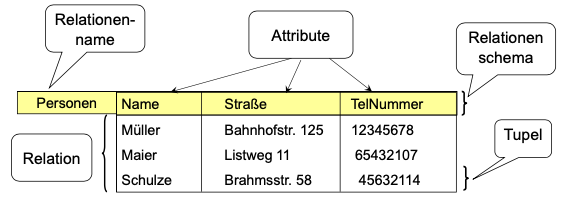 Relationen-
name
Attribute
Relationen
schema
Personen Name Straße TelNummer
Müller Bahnhofstr. 125 12345678
Maier Listweg 11 65432107
Schulze Brahmsstr. 58 45632114
Relation
Tupel